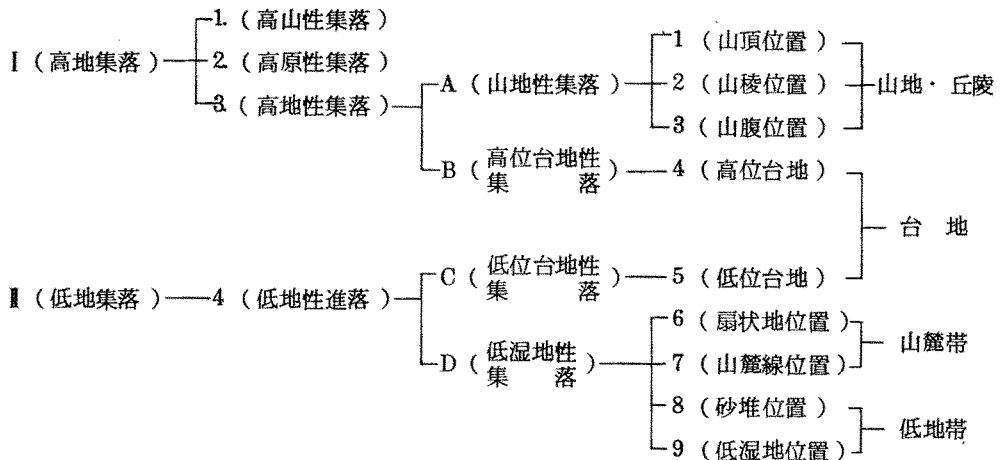 1. (高山性集落)
I (高地集落) 2. (高原性集落)
3. (高地性集落)
A (山地性集落)
1 (山頂位置)
2 (山稜位置)
3 (山腹位置)
山地・丘陵
B (高位台地性集落)
4 (高位台地)
台地
II (低地集落) 4 (低地性進落)
C (低位台地性集落)
5 (低位台地)
D (低湿地性集落)
6 (扇状地位置)
7 (山麓線位置)
山麓帯
8 (砂堆位置)
9 (低湿地位置)
低地帯